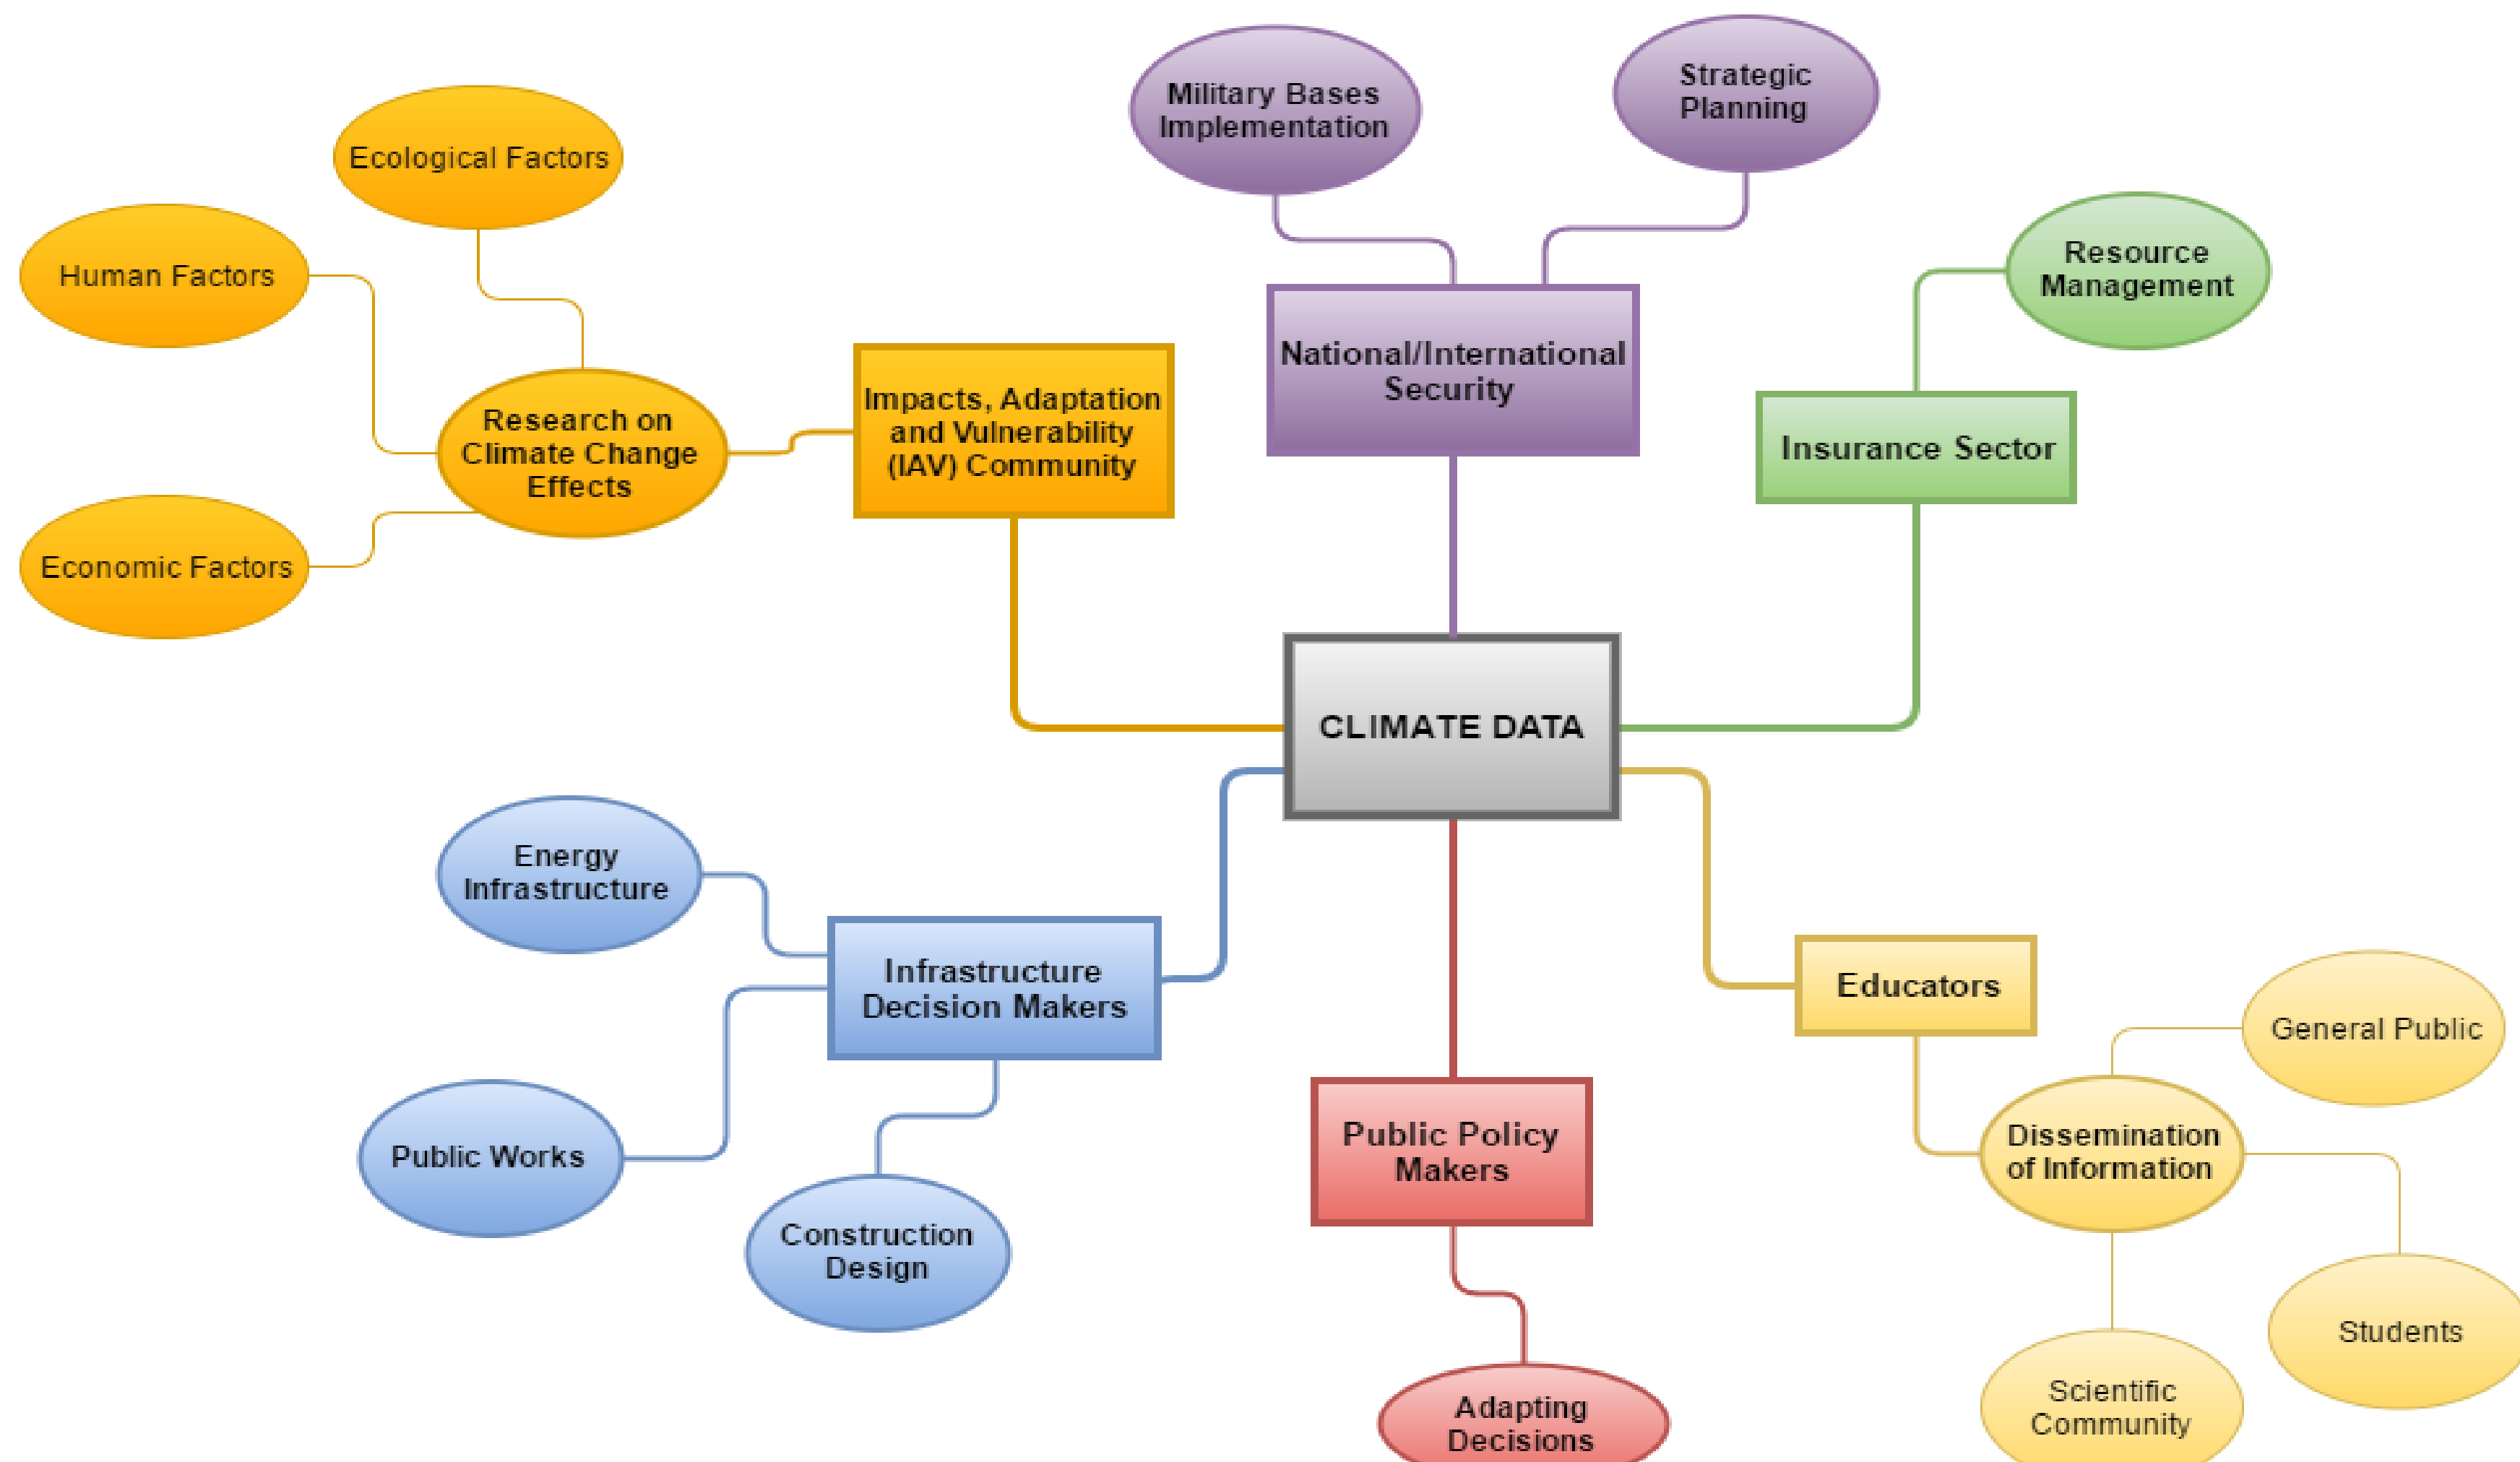 Military Bases
Implementation
Strategic
Planning
Ecological Factors
Human Factors
Resource
Management
National/International
Security
Impacts, Adaptation
and Vulnerability
(IAV) Community
Research on
Climate Change
Effects
Insurance Sector
Economic Factors
CLIMATE DATA
Energy
Infrastructure
Infrastructure
Decision Makers
Educators
General Public
Public Works
Public Policy
Makers
Dissemination
of Information
Construction
Design
Students
Adapting
Decisions
Scientific
Community